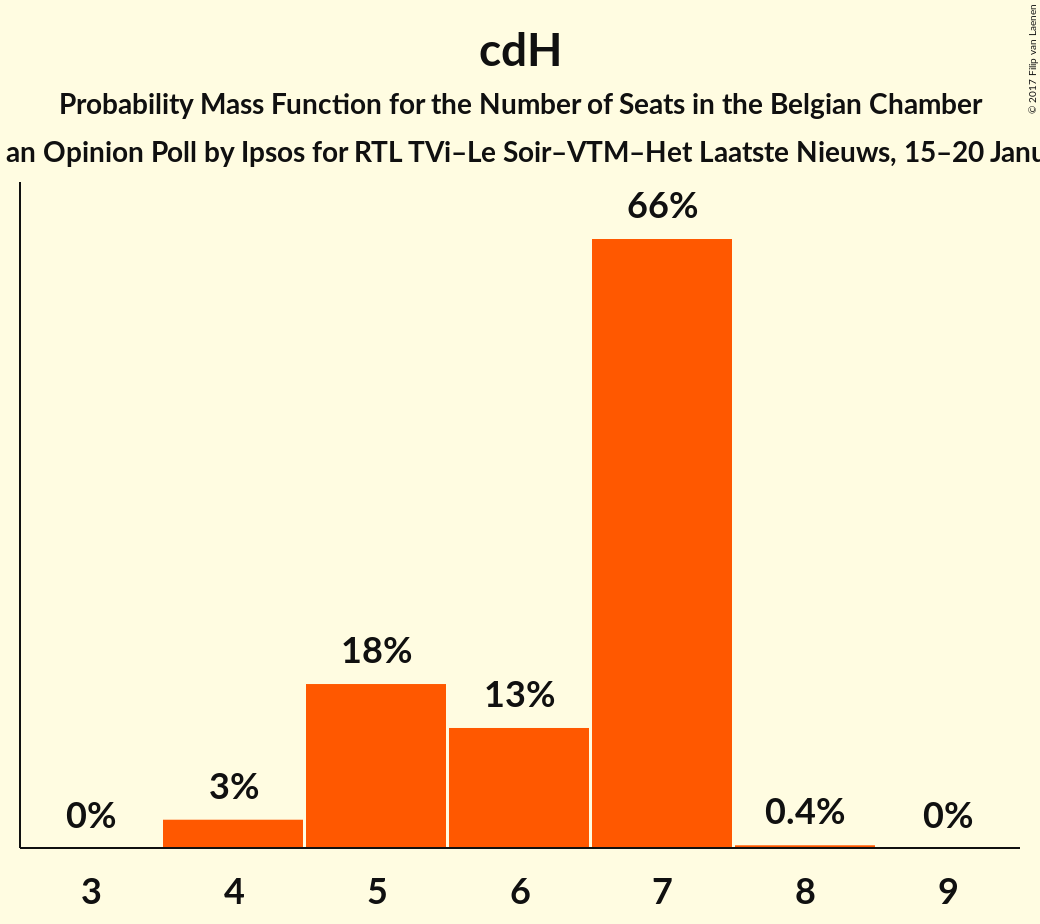 cdH
Probability Mass Function for the Number of Seats in the Belgian Chamber
an Opinion Poll by Ipsos for RTL TVi–Le Soir–VTM–Het Laatste Nieuws, 15–20 Janu
© 2017 Filip van Laenen
66%
18%
13%
3%
0%
0.4%
0%
3 4 5 6 7 8 9